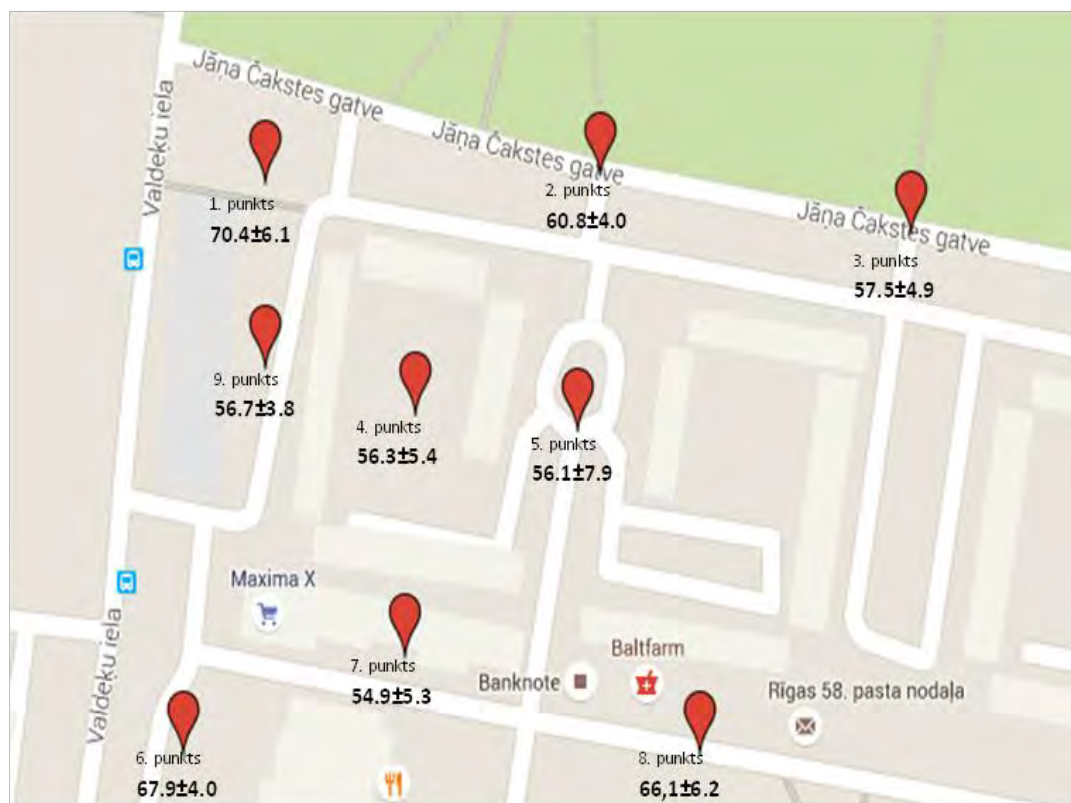 Jāņa Čakstes gatve
Valdeķu iela
Jāņa Čakstes gatve
1. punkts
70.4±6.1
2. punkts
60.8±4.0
Jāņa Čakstes gatve
3. punkts
57.5±4.9
9. punkts
56.7±3.8
4. punkts
56.3±5.4
5. punkts
56.1±7.9
Maxima X
Valdeķu iela
7. punkts
54.9±5.3
Banknote
Baltfarm
Rīgas 58. pasta nodaļa
6. punkts
67.9±4.0
8. punkts
66,1±6.2